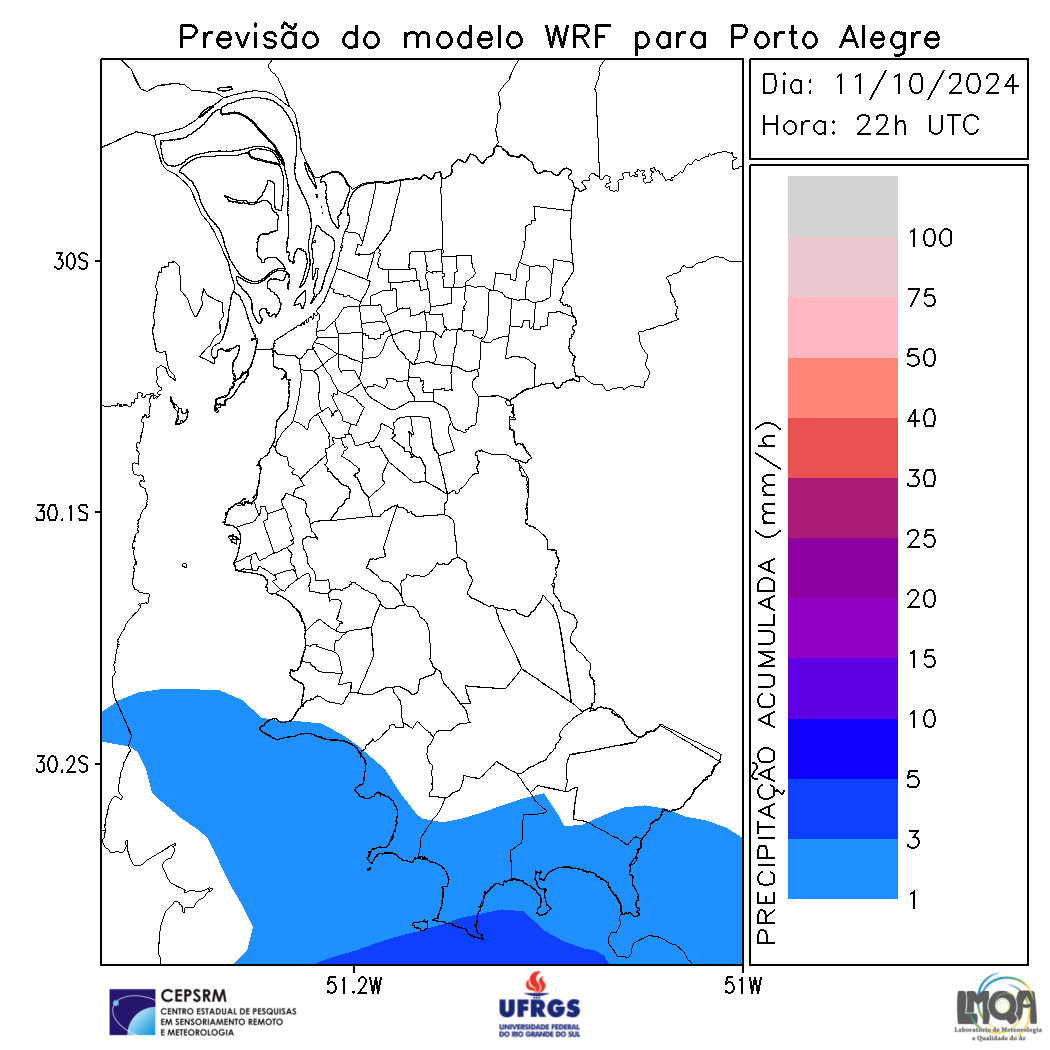 Previsão do modelo WRF para Porto Alegre
Dia: 11/10/2024
Hora: 22h UTC
30S
30.1S
30.2S
51.2W
51W
PRECIPITAÇÃO ACUMULADA (mm/h)
100
75
50
40
30
25
20
15
10
5
3
1
CEPSRM
CENTRO ESTADUAL DE PESQUISAS
EM SENSORIAMENTO REMOTO
E METEOROLOGIA
UFRGS
UNIVERSIDADE FEDERAL
DO RIO GRANDE DO SUL
LMQA
Laboratório de Meteorologia
e Qualidade do Ar